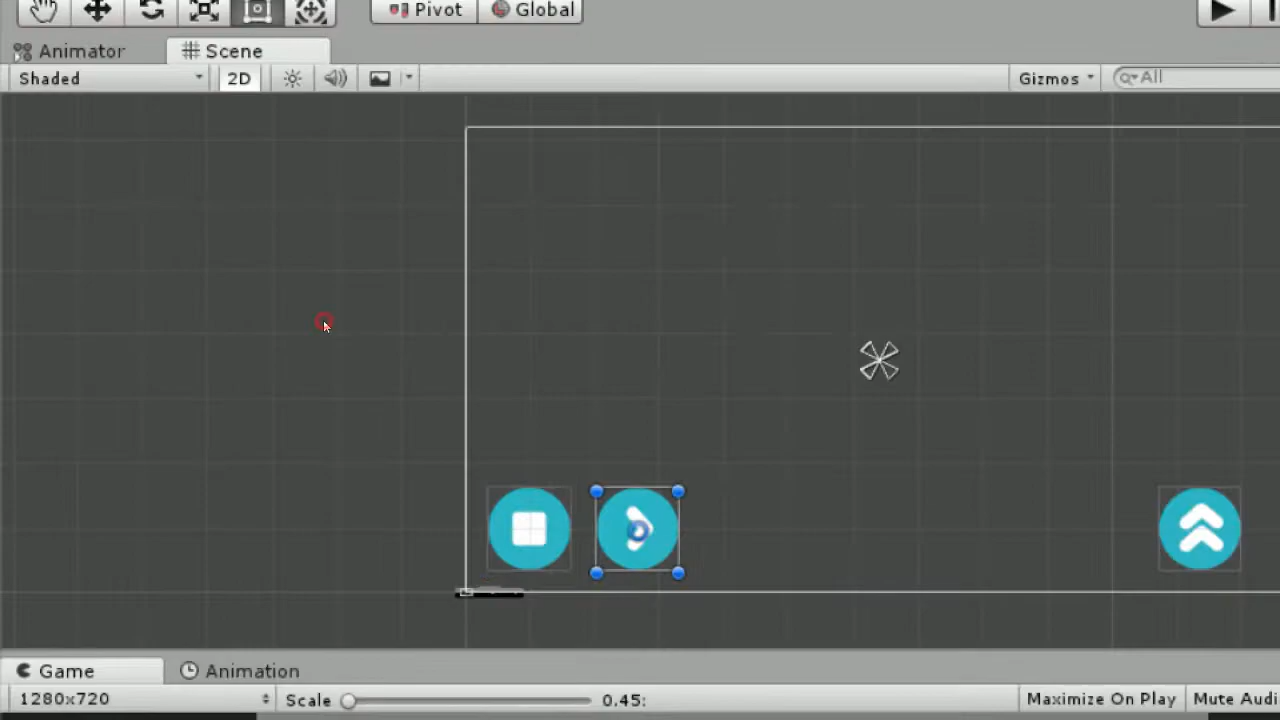 Pivot Global
Animator Scene
Shaded 2D Gizmos All
Game Animation
1280x720 Scale 0.45: Maximize On Play Mute Audi